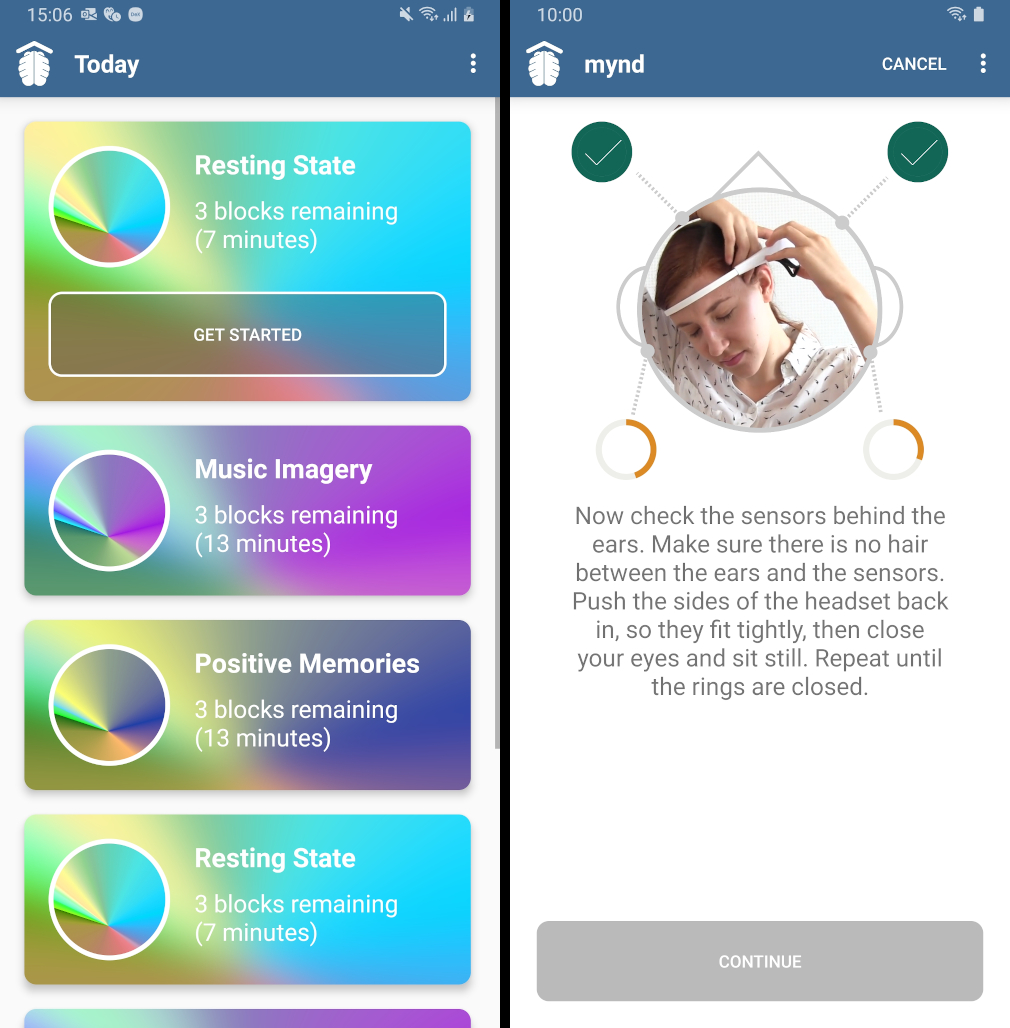 15:06
Today
Resting State
3 blocks remaining
(7 minutes)
GET STARTED
Music Imagery
3 blocks remaining
(13 minutes)
Positive Memories
3 blocks remaining
(13 minutes)
Resting State
3 blocks remaining
(7 minutes)
10:00
mynd
CANCEL
Now check the sensors behind the
ears. Make sure there is no hair
between the ears and the sensors.
Push the sides of the headset back
in, so they fit tightly, then close
your eyes and sit still. Repeat until
the rings are closed.
CONTINUE